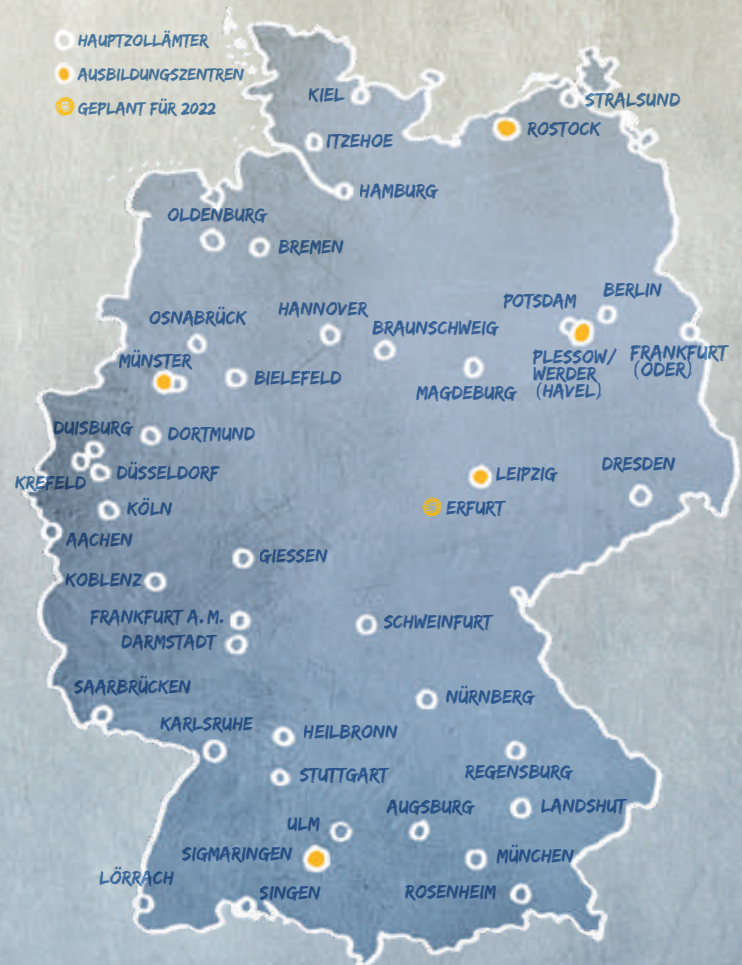 HAUPTZOLLÄMTER
AUSBILDUNGSZENTREN
GEPLANT FÜR 2022
KIEL
STRALSUND
ROSTOCK
ITZEHOE
HAMBURG
OLDENBURG
BREMEN
POTSDAM
BERLIN
OSNABRÜCK
HANNOVER
BRAUNSCHWEIG
PLESSOW/
WERDER
(HAVEL)
FRANKFURT
(ODER)
MÜNSTER
BIELEFELD
MAGDEBURG
DUISBURG
DORTMUND
KREFELD
DÜSSELDORF
LEIPZIG
DRESDEN
KÖLN
ERFURT
AACHEN
GIESSEN
KOBLENZ
FRANKFURT A. M.
SCHWEINFURT
DARMSTADT
SAARBRÜCKEN
NÜRNBERG
KARLSRUHE
HEILBRONN
STUTTGART
REGENSBURG
AUGSBURG
LANDSHUT
ULM
SIGMARINGEN
MÜNCHEN
LÖRRACH
SINGEN
ROSENHEIM